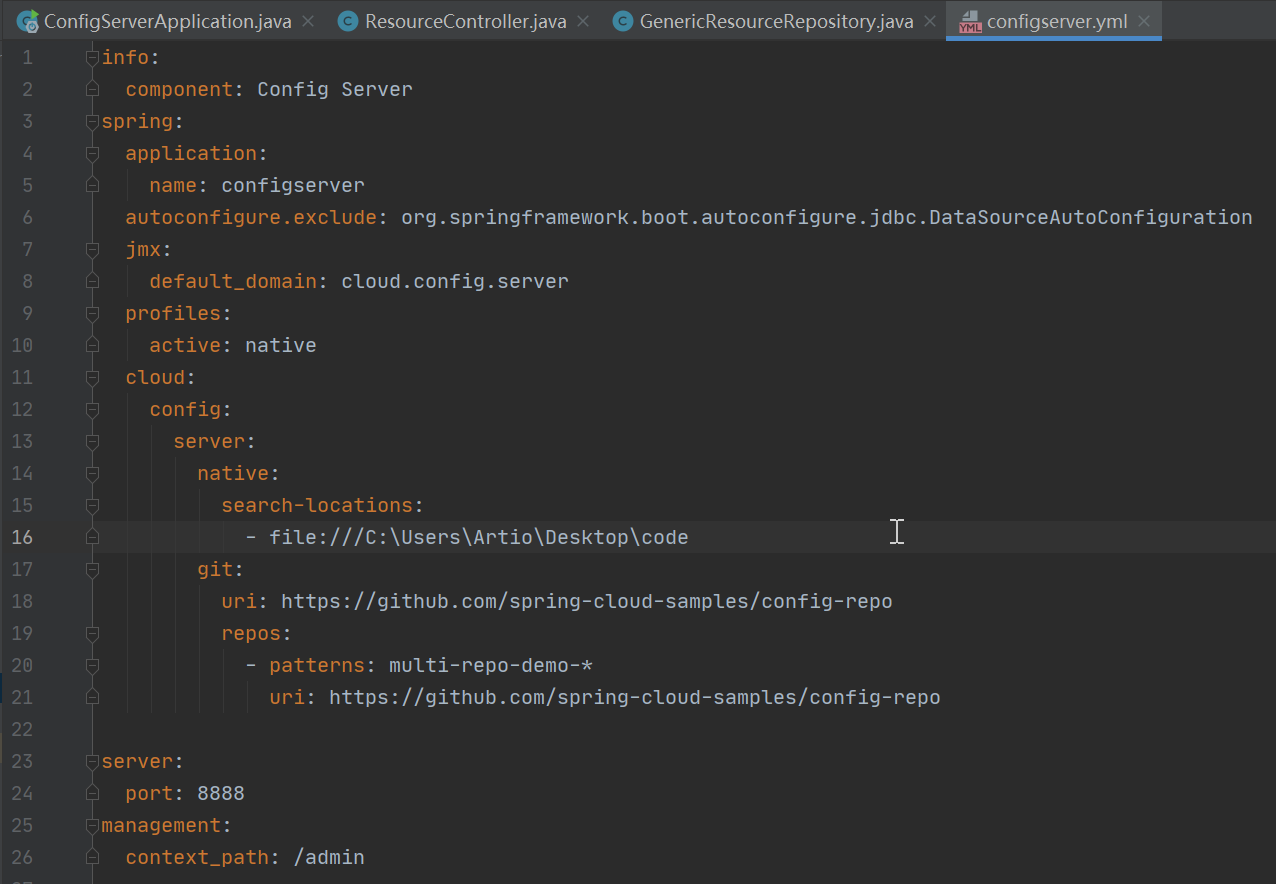 ConfigServerApplication.java ResourceController.java GenericResourceRepository.java configserver.yml
1 info:
2   component: Config Server
3 spring:
4   application:
5     name: configserver
6   autoconfigure.exclude: org.springframework.boot.autoconfigure.jdbc.DataSourceAutoConfiguration
7   jmx:
8     default_domain: cloud.config.server
9   profiles:
10     active: native
11   cloud:
12     config:
13       server:
14         native:
15           search-locations:
16             - file:///C:\Users\Artio\Desktop\code
17         git:
18           uri: https://github.com/spring-cloud-samples/config-repo
19           repos:
20             - patterns: multi-repo-demo-*
21               uri: https://github.com/spring-cloud-samples/config-repo
22
23 server:
24   port: 8888
25 management:
26   context_path: /admin